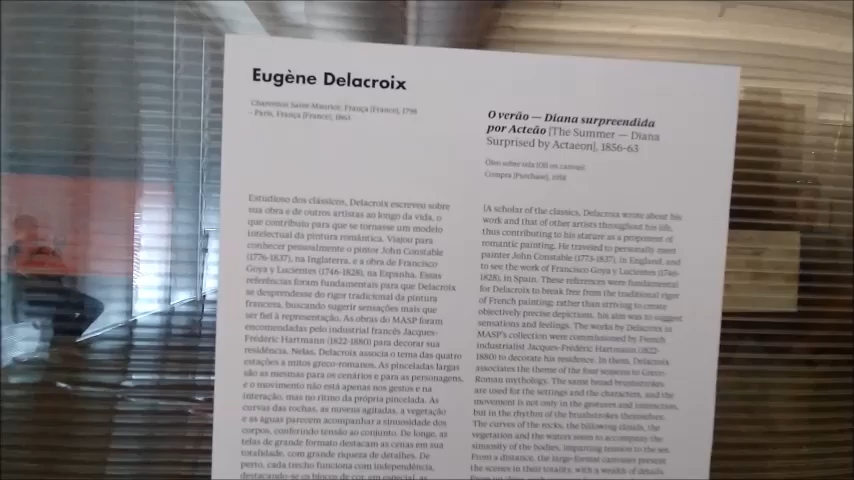 Eugène Delacroix
Charenton Saint-Maurice, França [France], 1798
- Paris, França [France], 1863
O verão — Diana surpreendida
por Acteão [The Summer — Diana
Surprised by Actaeon], 1856-63
Óleo sobre tela [Oil on canvas]
Compra [Purchase], 1958
Estudioso dos clássicos, Delacroix escreveu sobre
sua obra e de outros artistas ao longo da vida, o
que contribuiu para que se tornasse um modelo
intelectual da pintura romântica. Viajou para
conhecer pessoalmente o pintor John Constable
(1776-1837), na Inglaterra, e a obra de Francisco
Goya y Lucientes (1746-1828), na Espanha. Essas
referências foram fundamentais para que Delacroix
se desprendesse do rigor tradicional da pintura
francesa, buscando sugerir sensações mais que
ser fiel à representação. As obras do MASP foram
encomendadas pelo industrial francês Jacques-
Frédéric Hartmann (1822-1880) para decorar sua
residência. Nelas, Delacroix associa o tema das quatro
estações a mitos greco-romanos. As pinceladas largas
são as mesmas para os cenários e para as personagens,
e o movimento não está apenas nos gestos e na
interação, mas no ritmo da própria pincelada. As
curvas das rochas, as nuvens agitadas, a vegetação
e as águas parecem acompanhar a sinuosidade dos
corpos, conferindo tensão ao conjunto. De longe, as
telas de grande formato destacam as cenas em sua
totalidade, com grande riqueza de detalhes. De
perto, cada trecho funciona com independência,
destacando-se os blocos de cor, em especial, as
[A scholar of the classics, Delacroix wrote about his
work and that of other artists throughout his life,
thus contributing to his stature as a proponent of
romantic painting. He traveled to personally meet
painter John Constable (1773-1837), in England, and
to see the work of Francisco Goya y Lucientes (1746-
1828), in Spain. These references were fundamental
for Delacroix to break free from the traditional rigor
of French painting; rather than striving to create
objectively precise depictions, his aim was to suggest
sensations and feelings. The works by Delacroix in
MASP's collection were commissioned by French
industrialist Jacques-Frédéric Hartmann (1822-
1880) to decorate his residence. In them, Delacroix
associates the theme of the four seasons to Greco-
Roman mythology. The same broad brushstrokes
are used for the settings and the characters, and the
movement is not only in the gestures and interaction,
but in the rhythm of the brushstrokes themselves.
The curves of the rocks, the billowing clouds, the
vegetation and the waters seem to accompany the
sinuosity of the bodies, imparting tension to the set.
From a distance, the large-format canvases present
the scenes in their totality, with a wealth of details.